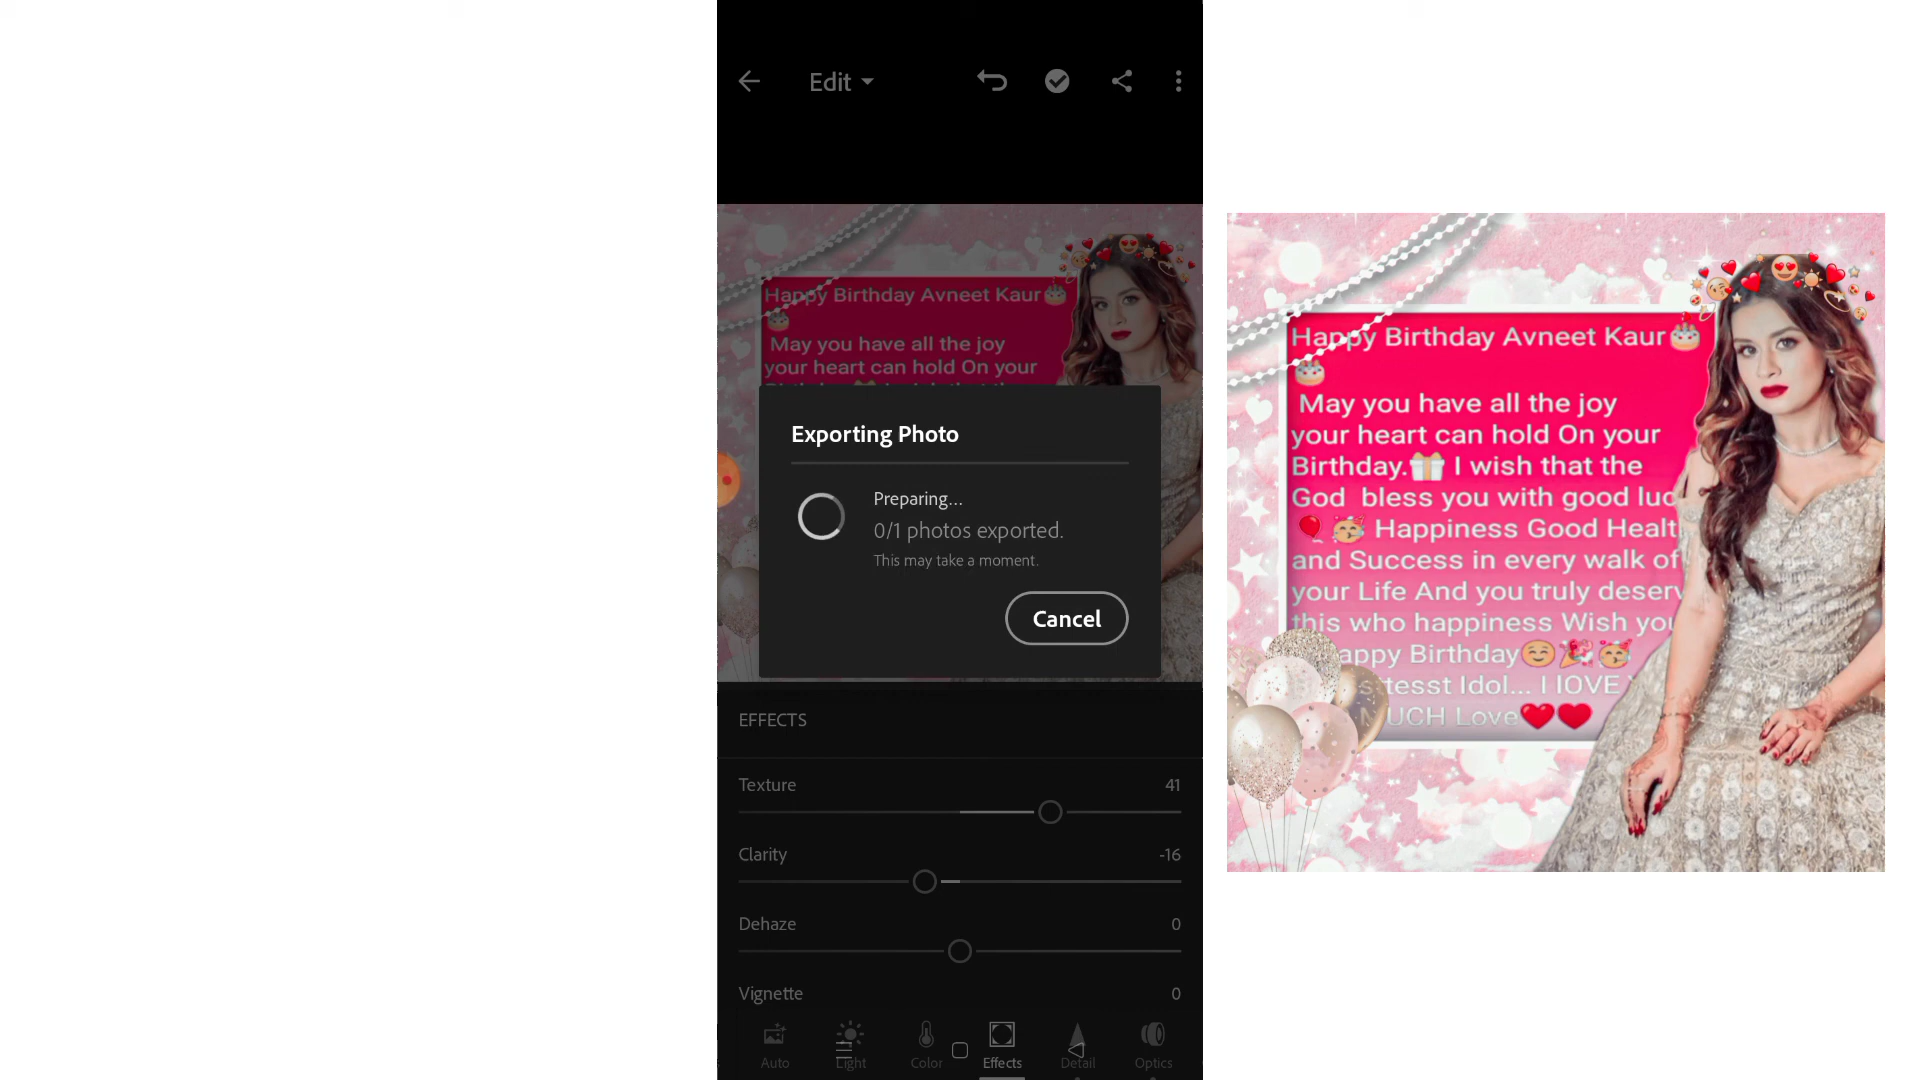 Edit
Happy Birthday Avneet Kaur🎂
🎂
May you have all the joy
your heart can hold On your
Exporting Photo
Preparing...
0/1 photos exported.
This may take a moment.
Cancel
EFFECTS
Texture 41
Clarity -16
Dehaze 0
Vignette 0
Auto Light Color Effects Detail Optics
Happy Birthday Avneet Kaur🎂
🎂
May you have all the joy
your heart can hold On your
Birthday.🎁 I wish that the
God bless you with good luc
🎈🥳 Happiness Good Healt
and Success in every walk of
your Life And you truly deserv
this who happiness Wish you
appy Birthday☺️🎉🥳
tesst Idol... I lOVE
UCH Love❤️❤️